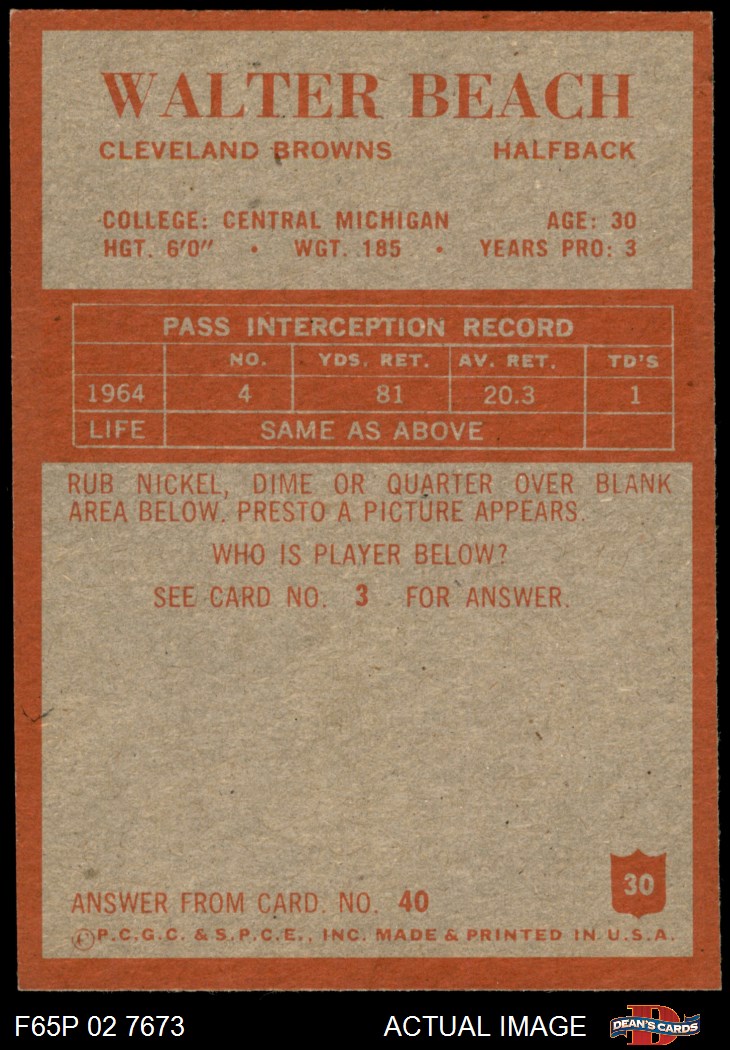 WALTER BEACH
CLEVELAND BROWNS HALFBACK
COLLEGE: CENTRAL MICHIGAN AGE: 30
HGT. 6'0" • WGT. 185 • YEARS PRO: 3
PASS INTERCEPTION RECORD
NO. YDS. RET. AV. RET. TD'S
1964 4 81 20.3 1
LIFE SAME AS ABOVE
RUB NICKEL, DIME OR QUARTER OVER BLANK
AREA BELOW. PRESTO A PICTURE APPEARS.
WHO IS PLAYER BELOW?
SEE CARD NO. 3 FOR ANSWER.
30
ANSWER FROM CARD. NO. 40
©P.C.G.C. & S.P.C.E., INC. MADE & PRINTED IN U.S.A.
F65P 02 7673 ACTUAL IMAGE D DEAN'S CARDS